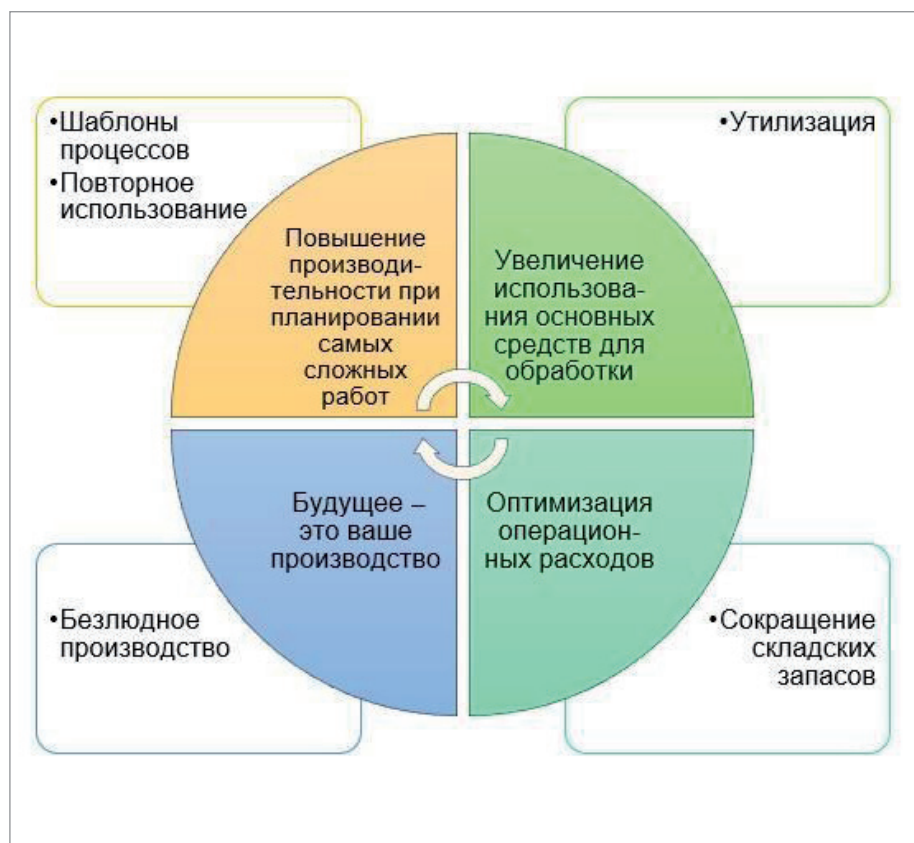 •Шаблоны
процессов
•Повторное
использование
•Утилизация
Повышение
производи-
тельности при
планировании
самых
сложных
работ
Увеличение
использова-
ния основных
средств для
обработки
Будущее –
это ваше
производство
Оптимизация
операцион-
ных расходов
•Безлюдное
производство
•Сокращение
складских
запасов